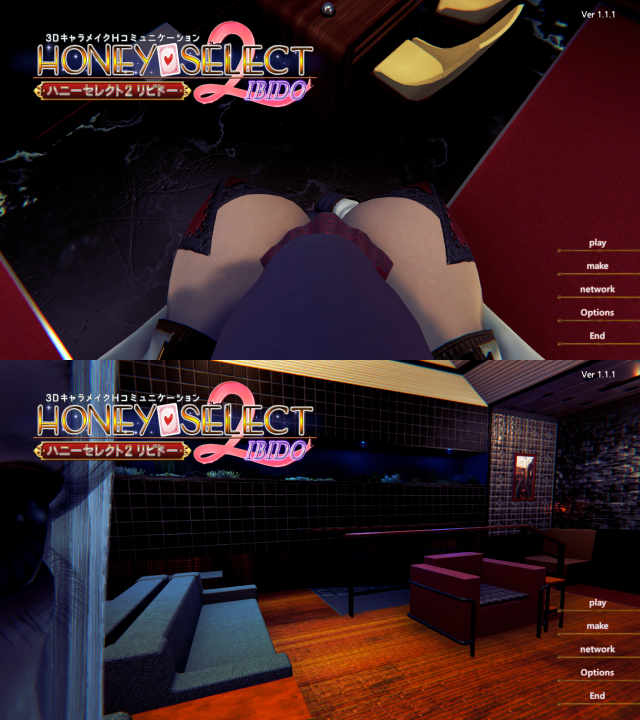 Ver 1.1.1
3DキャラメイクHコミュニケーション
HONEY SELECT 2
LIBIDO
ハニーセレクト2 リビドー
play
make
network
Options
End
Ver 1.1.1
3DキャラメイクHコミュニケーション
HONEY SELECT 2
LIBIDO
ハニーセレクト2 リビドー
play
make
network
Options
End